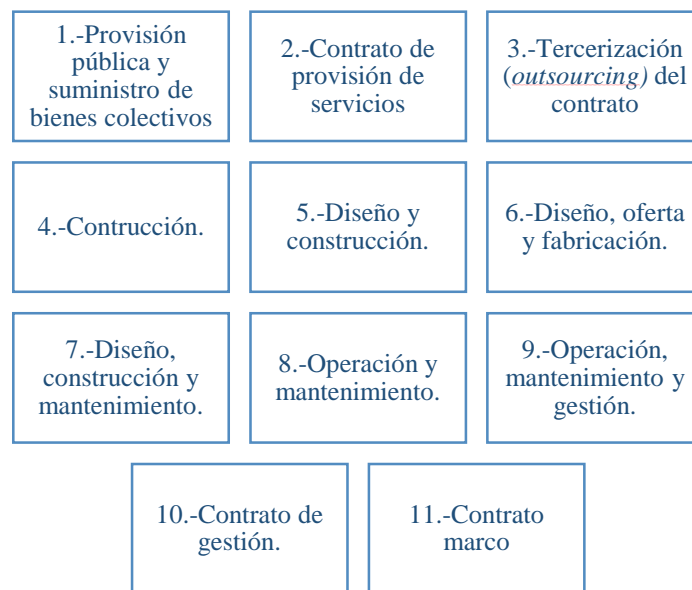 1.-Provisión
pública y
suministro de
bienes colectivos
2.-Contrato de
provisión de
servicios
3.-Tercerización
(outsourcing) del
contrato
4.-Contrucción.
5.-Diseño y
construcción.
6.-Diseño, oferta
y fabricación.
7.-Diseño,
construcción y
mantenimiento.
8.-Operación y
mantenimiento.
9.-Operación,
mantenimiento y
gestión.
10.-Contrato de
gestión.
11.-Contrato
marco